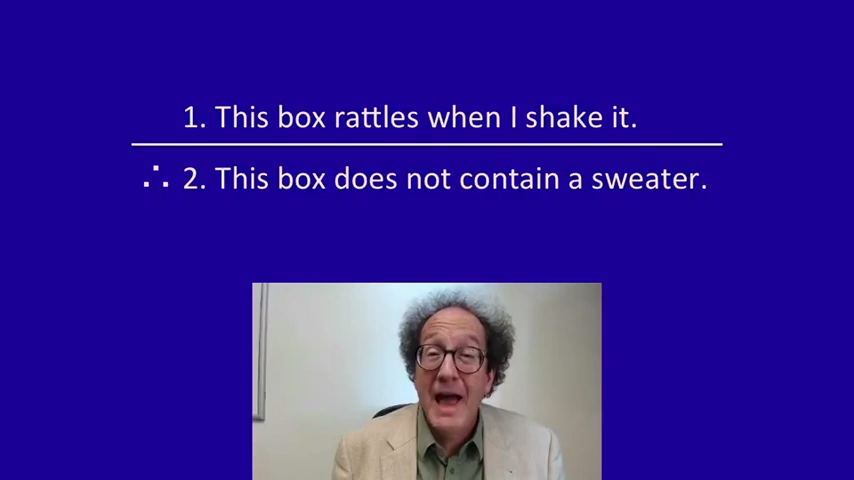 1. This box rattles when I shake it.
∴ 2. This box does not contain a sweater.